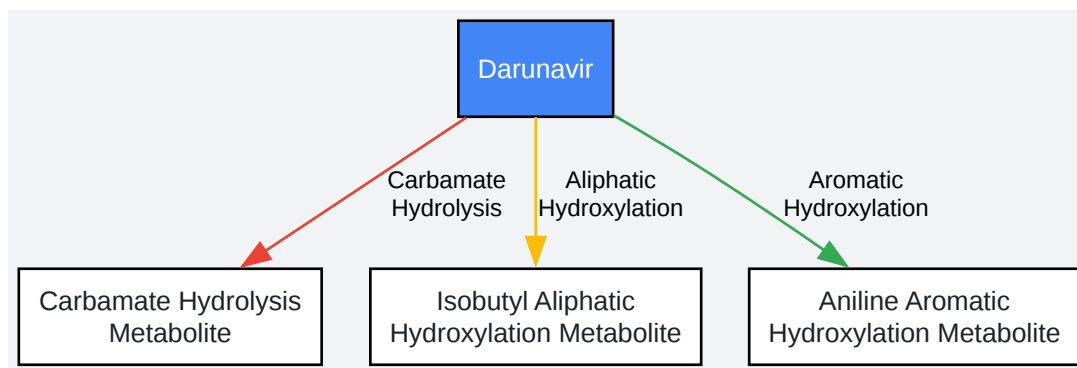 Darunavir
Carbamate
Hydrolysis
Aliphatic
Hydroxylation
Aromatic
Hydroxylation
Carbamate Hydrolysis
Metabolite
Isobutyl Aliphatic
Hydroxylation Metabolite
Aniline Aromatic
Hydroxylation Metabolite